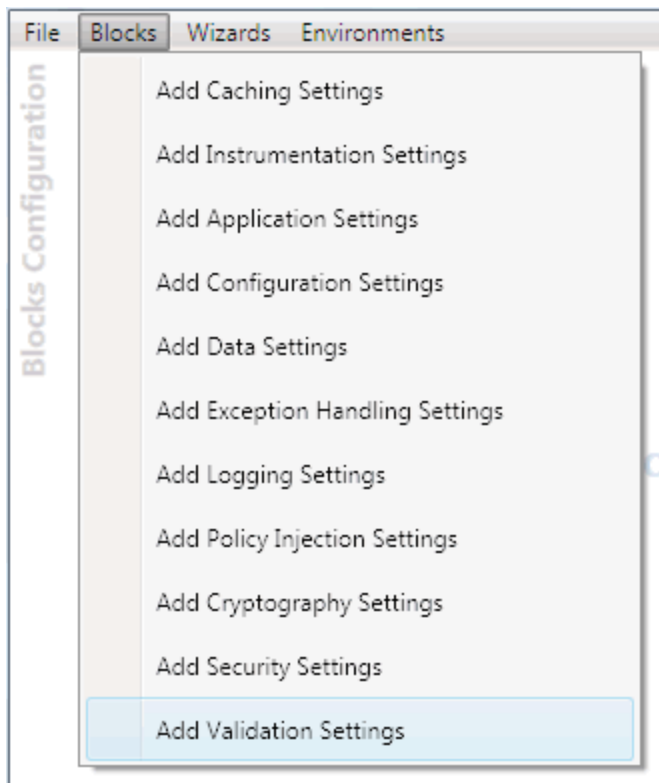 File Blocks Wizards Environments
Blocks Configuration
Add Caching Settings
Add Instrumentation Settings
Add Application Settings
Add Configuration Settings
Add Data Settings
Add Exception Handling Settings
Add Logging Settings
Add Policy Injection Settings
Add Cryptography Settings
Add Security Settings
Add Validation Settings